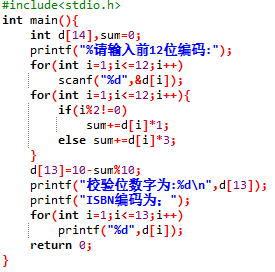 #include<stdio.h>
int main(){
    int d[14],sum=0;
    printf("%请输入前12位编码:");
    for(int i=1;i<=12;i++)
        scanf("%d",&d[i]);
    for(int i=1;i<=12;i++){
        if(i%2!=0)
            sum+=d[i]*1;
        else sum+=d[i]*3;
    }
    d[13]=10-sum%10;
    printf("校验位数字为:%d\n",d[13]);
    printf("ISBN编码为：");
    for(int i=1;i<=13;i++)
        printf("%d",d[i]);
    return 0;
}